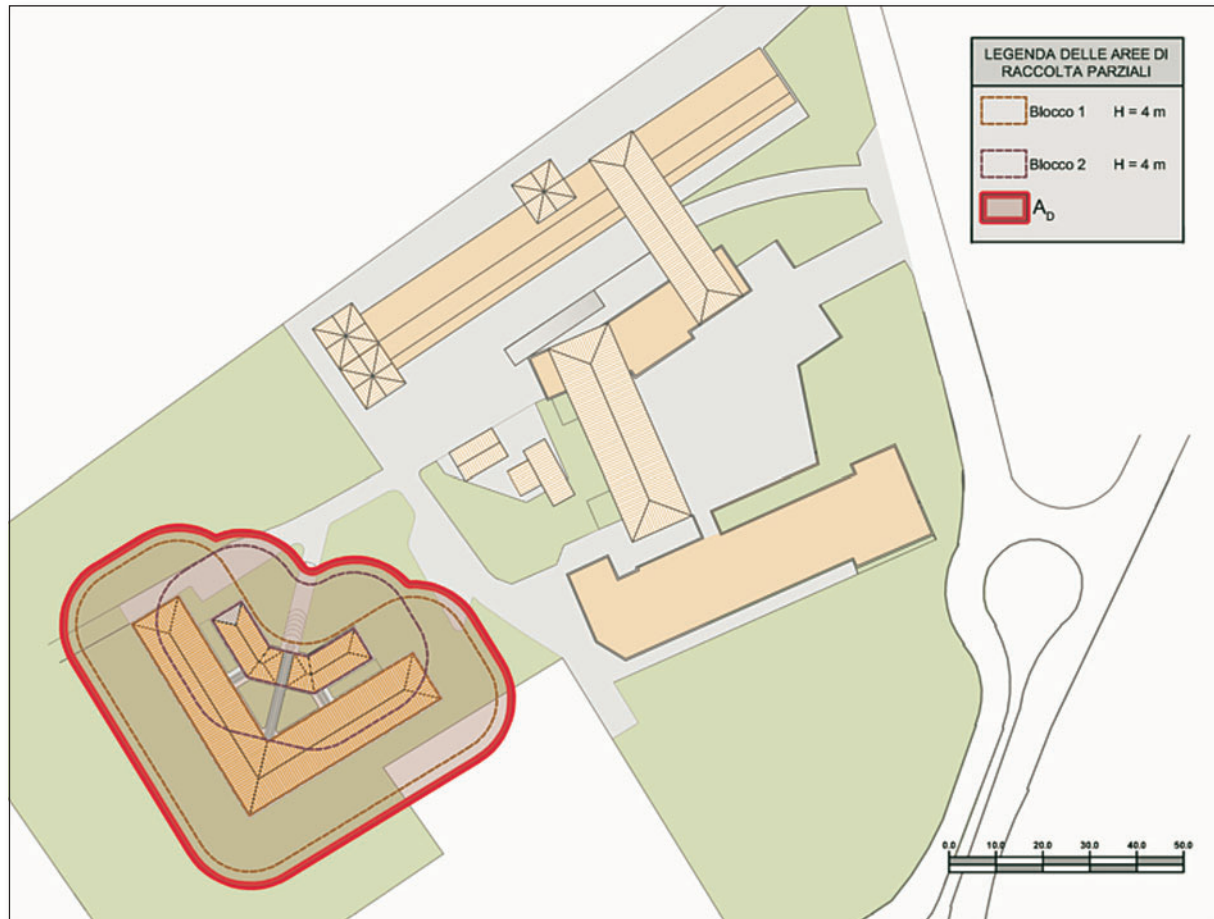 LEGENDA DELLE AREE DI
RACCOLTA PARZIALI
Blocco 1 H = 4 m
Blocco 2 H = 4 m
AD
0.0 10.0 20.0 30.0 40.0 50.0